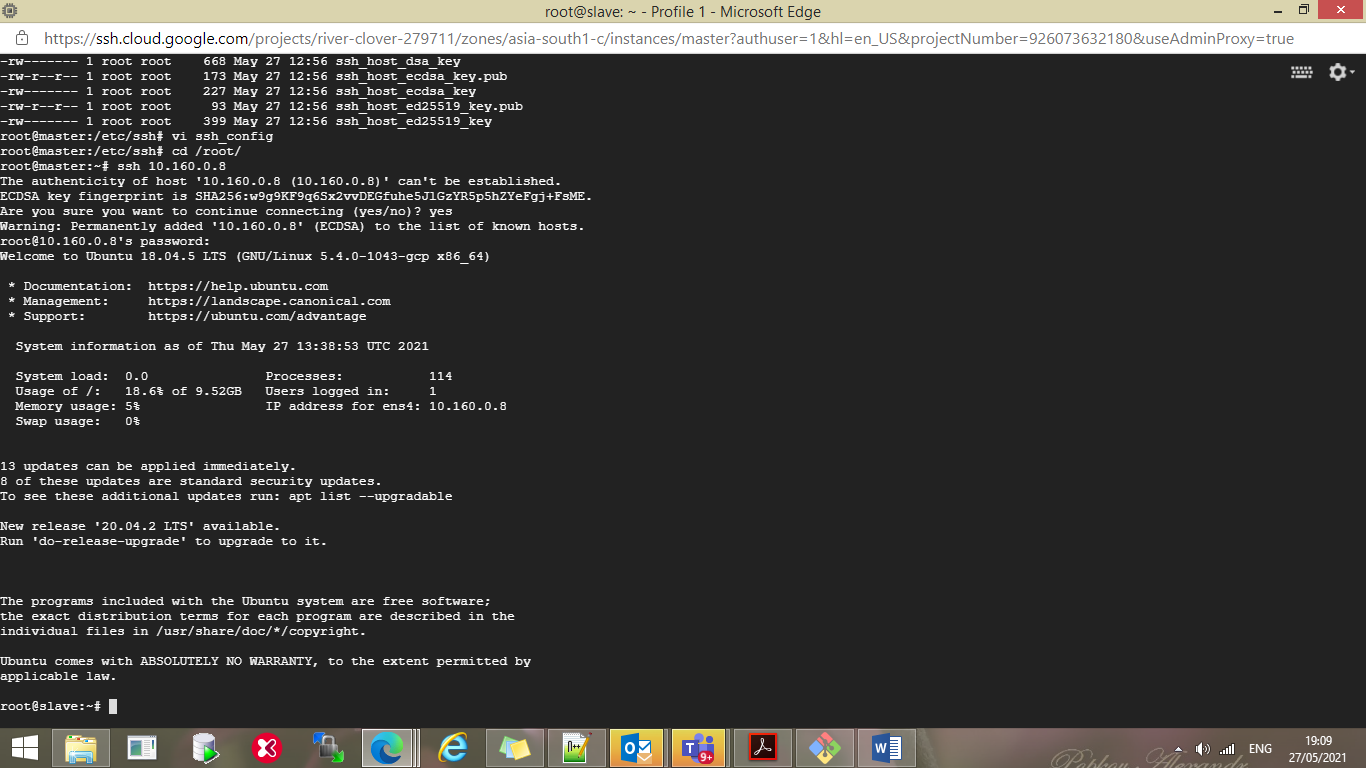 root@slave: ~ - Profile 1 - Microsoft Edge
https://ssh.cloud.google.com/projects/river-clover-279711/zones/asia-south1-c/instances/master?authuser=1&hl=en_US&projectNumber=926073632180&useAdminProxy=true
-rw------- 1 root root    668 May 27 12:56 ssh_host_dsa_key
-rw-r--r-- 1 root root    173 May 27 12:56 ssh_host_ecdsa_key.pub
-rw------- 1 root root    227 May 27 12:56 ssh_host_ecdsa_key
-rw-r--r-- 1 root root     93 May 27 12:56 ssh_host_ed25519_key.pub
-rw------- 1 root root    399 May 27 12:56 ssh_host_ed25519_key
root@master:/etc/ssh# vi ssh_config
root@master:/etc/ssh# cd /root/
root@master:~# ssh 10.160.0.8
The authenticity of host '10.160.0.8 (10.160.0.8)' can't be established.
ECDSA key fingerprint is SHA256:w9g9KF9q6Sx2vvDEGfuhe5JlGzYR5p5hZYeFgj+FsME.
Are you sure you want to continue connecting (yes/no)? yes
Warning: Permanently added '10.160.0.8' (ECDSA) to the list of known hosts.
root@10.160.0.8's password:
Welcome to Ubuntu 18.04.5 LTS (GNU/Linux 5.4.0-1043-gcp x86_64)
* Documentation:  https://help.ubuntu.com
* Management:     https://landscape.canonical.com
* Support:        https://ubuntu.com/advantage
System information as of Thu May 27 13:38:53 UTC 2021
System load:  0.0               Processes:           114
Usage of /:   18.6% of 9.52GB   Users logged in:     1
Memory usage: 5%                IP address for ens4: 10.160.0.8
Swap usage:   0%
13 updates can be applied immediately.
8 of these updates are standard security updates.
To see these additional updates run: apt list --upgradable
New release '20.04.2 LTS' available.
Run 'do-release-upgrade' to upgrade to it.
The programs included with the Ubuntu system are free software;
the exact distribution terms for each program are described in the
individual files in /usr/share/doc/*/copyright.
Ubuntu comes with ABSOLUTELY NO WARRANTY, to the extent permitted by
applicable law.
root@slave:~#
9+
ENG
19:09
27/05/2021